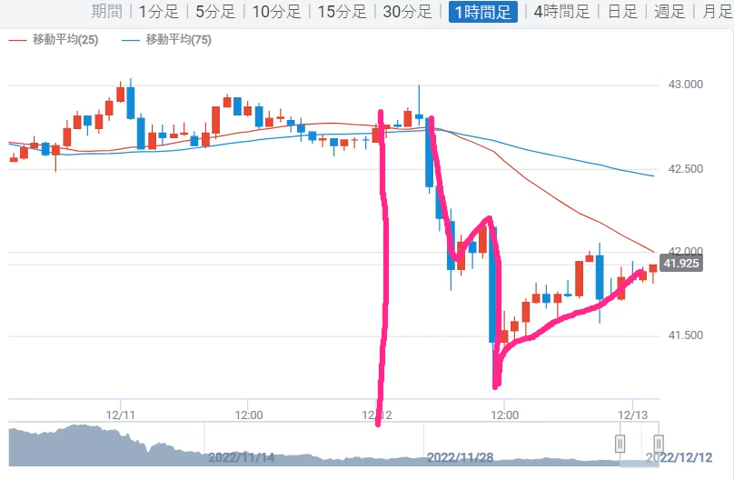 期間 1分足 5分足 10分足 15分足 30分足 1時間足 4時間足 日足 週足 月足
移動平均(25) 移動平均(75)
43.000
42.500
42.000
41.925
41.500
12/11 12:00 12/12 12:00 12/13
2022/11/14 2022/11/28 2022/12/12